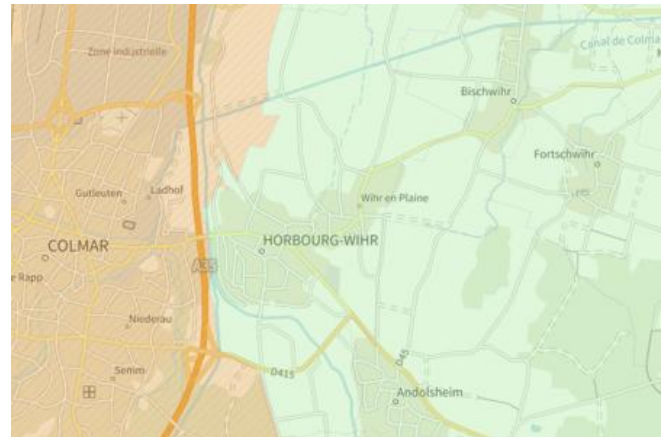 Zone Industrielle
Canal de Colma
Bischwihr
Fortschwihr
Gutleuten
Ladhof
Wihr en Plaine
COLMAR
HORBOURG-WIHR
e Rapp
A35
Niederau
Semm
D415
D45
Andolsheim